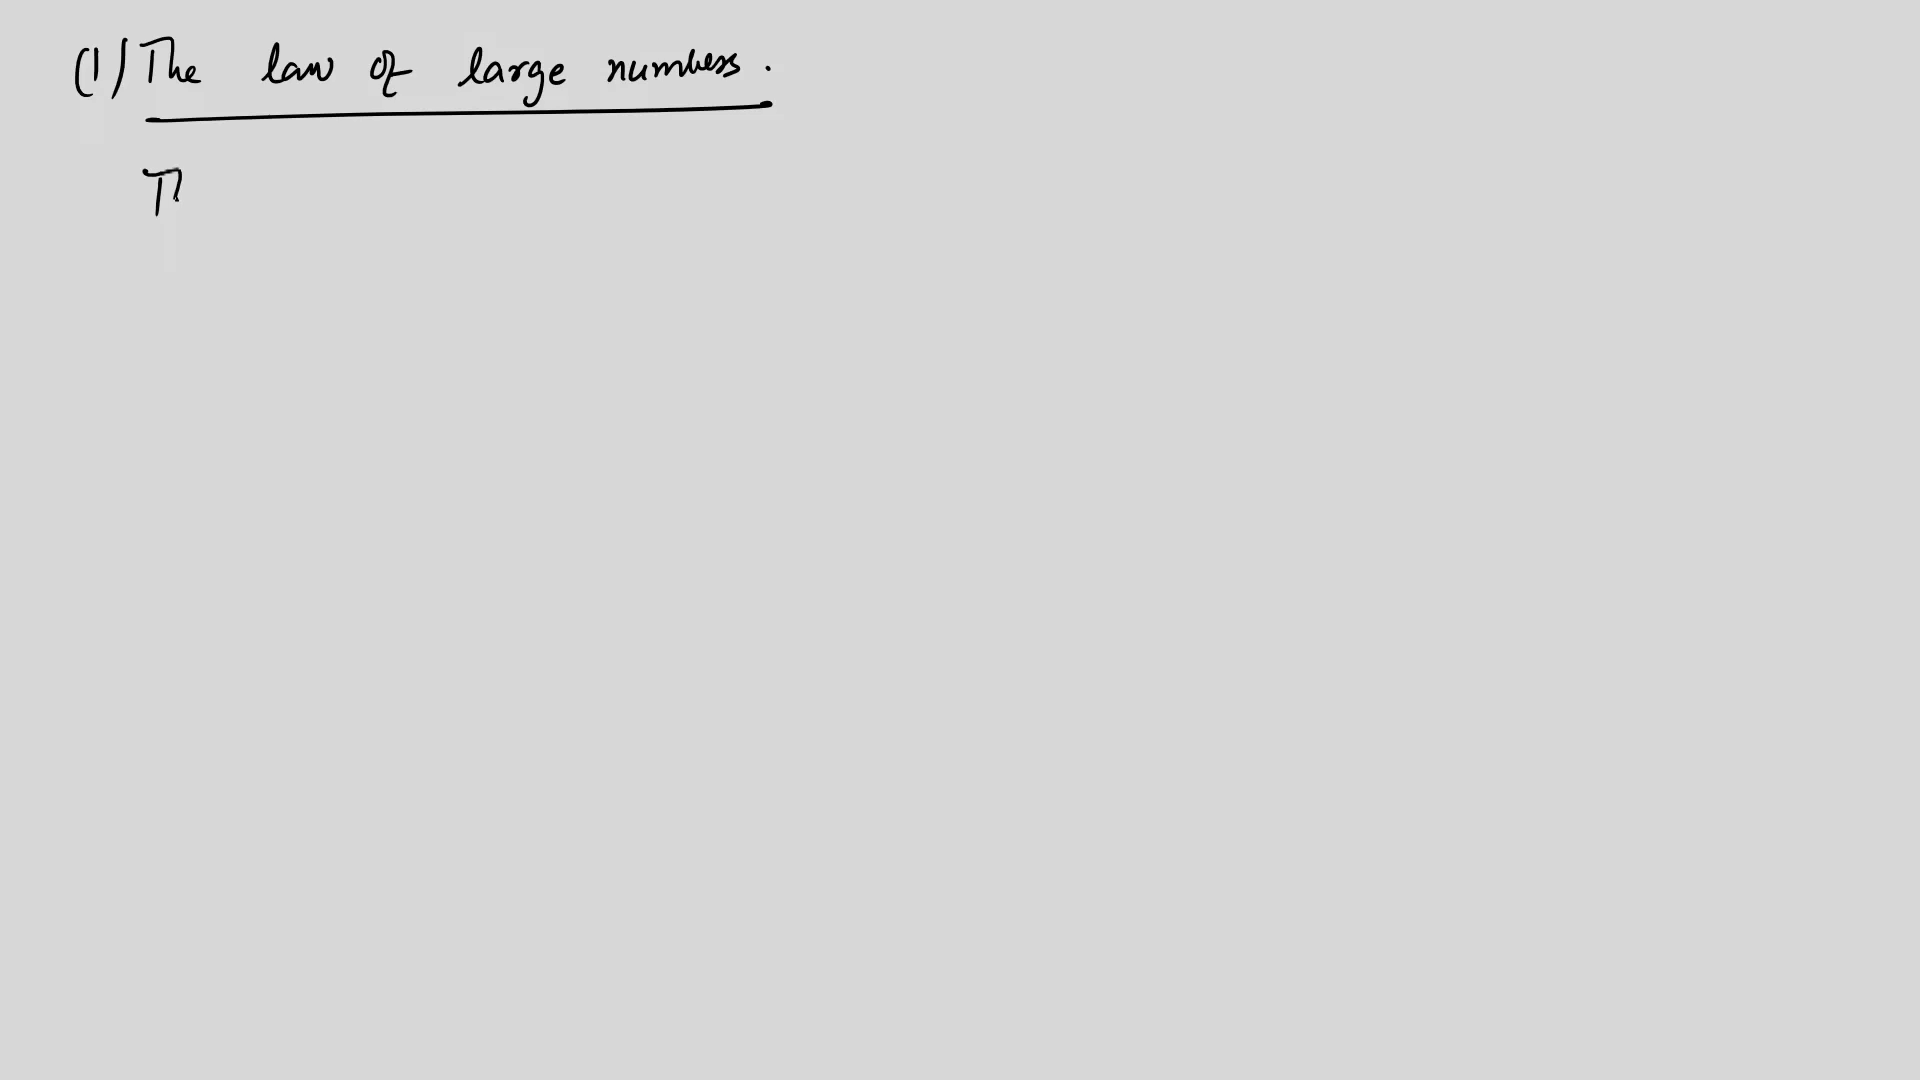 (1) The law of large numbers.
T